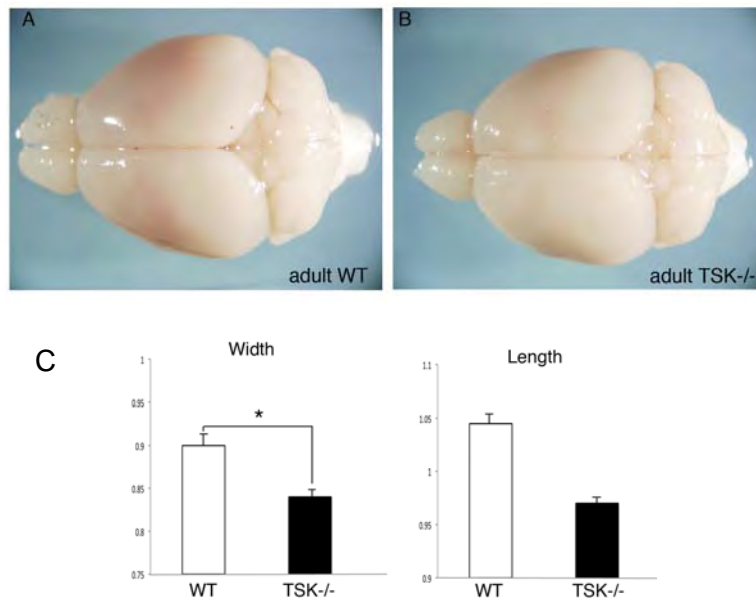 A
adult WT
B
adult TSK-/-
C
Width
1
0.95
0.9
0.85
0.8
0.75
*
WT
TSK-/-
Length
1.1
1.05
1
0.95
0.9
WT
TSK-/-